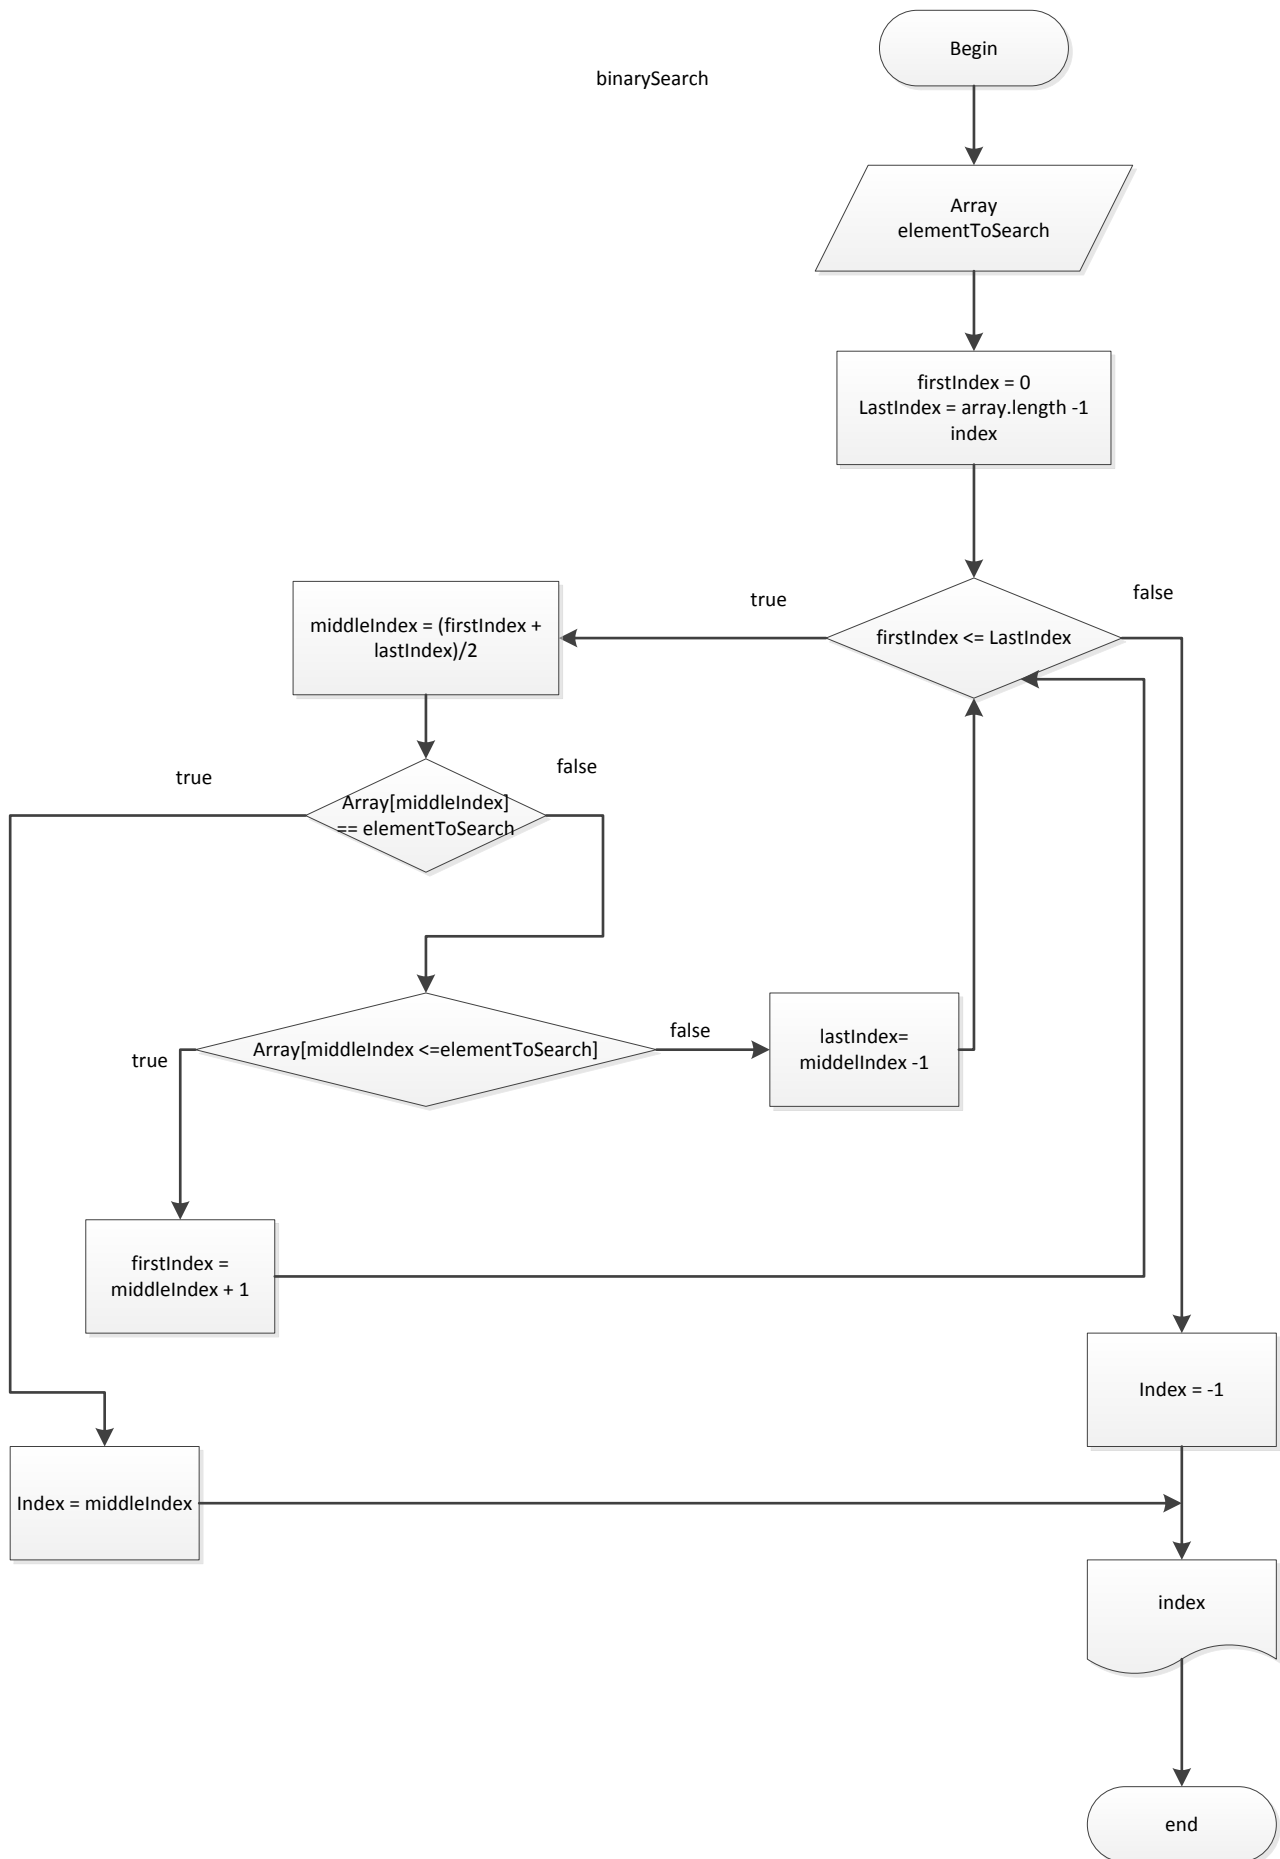 Begin
binarySearch
Array
elementToSearch
firstIndex = 0
LastIndex = array.length -1
index
true
false
firstIndex <= LastIndex
middleIndex = (firstIndex +
lastIndex)/2
true
false
Array[middleIndex]
== elementToSearch
true
Array[middleIndex <=elementToSearch]
false
lastIndex=
middelIndex -1
firstIndex =
middleIndex + 1
Index = -1
Index = middleIndex
index
end